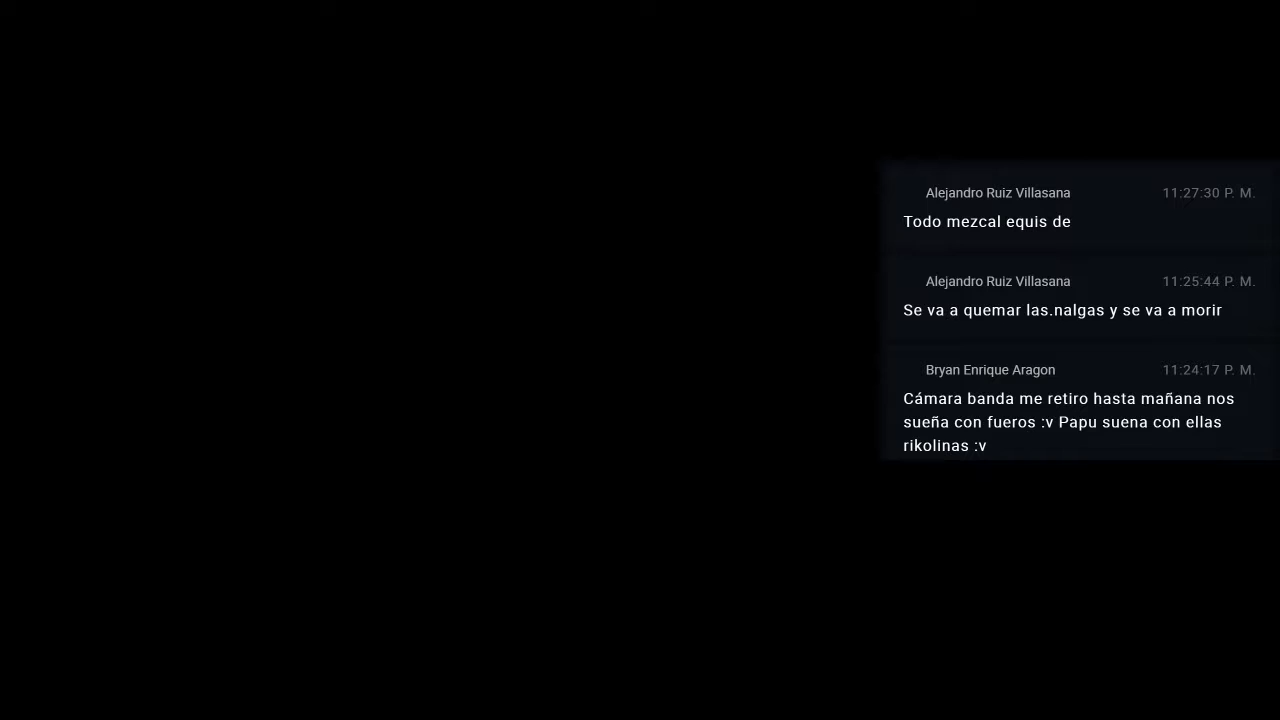 Alejandro Ruiz Villasana 11:27:30 P. M.
Todo mezcal equis de
Alejandro Ruiz Villasana 11:25:44 P. M.
Se va a quemar las.nalgas y se va a morir
Bryan Enrique Aragon 11:24:17 P. M.
Cámara banda me retiro hasta mañana nos
sueña con fueros :v Papu suena con ellas
rikolinas :v